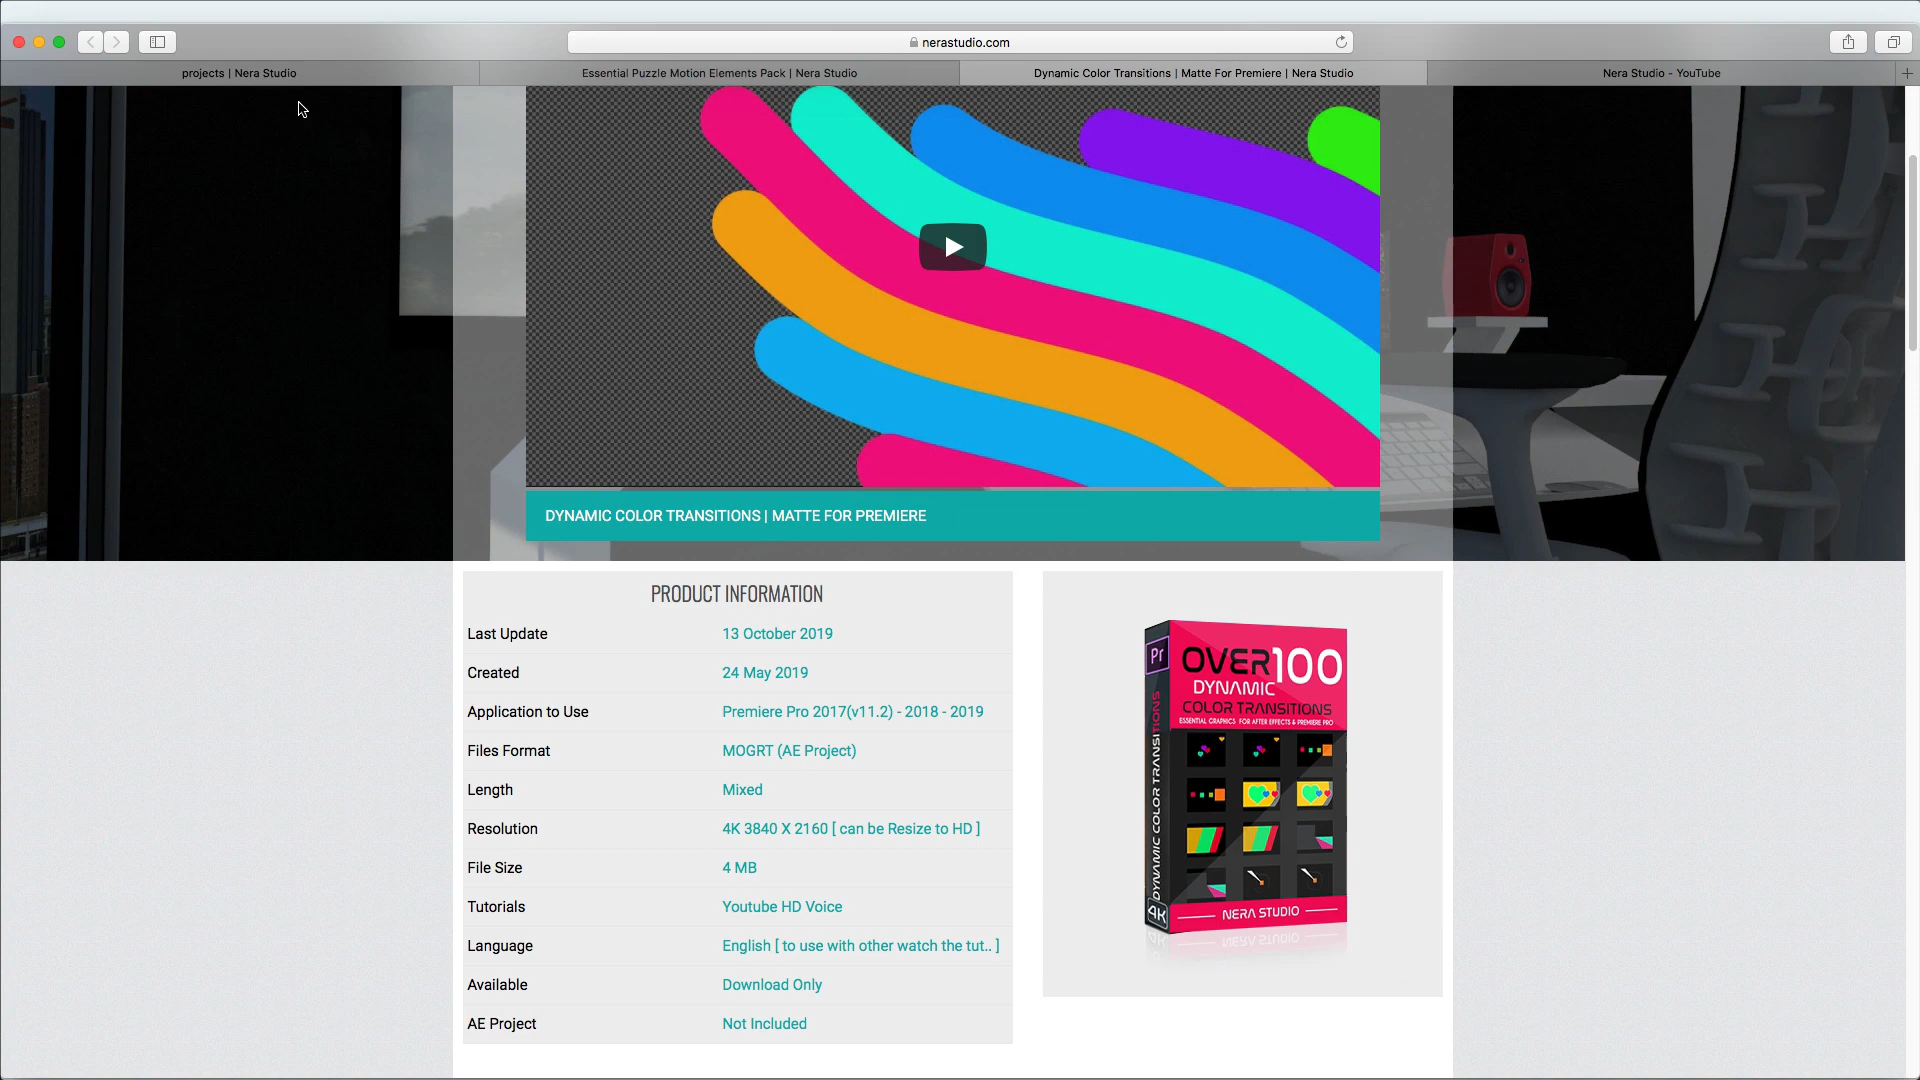 nerastudio.com
projects | Nera Studio
Essential Puzzle Motion Elements Pack | Nera Studio
Dynamic Color Transitions | Matte For Premiere | Nera Studio
Nera Studio - YouTube
DYNAMIC COLOR TRANSITIONS | MATTE FOR PREMIERE
PRODUCT INFORMATION
Last Update 13 October 2019
Created 24 May 2019
Application to Use Premiere Pro 2017(v11.2) - 2018 - 2019
Files Format MOGRT (AE Project)
Length Mixed
Resolution 4K 3840 X 2160 [ can be Resize to HD ]
File Size 4 MB
Tutorials Youtube HD Voice
Language English [ to use with other watch the tut.. ]
Available Download Only
AE Project Not Included
Pr
OVER 100
DYNAMIC
COLOR TRANSITIONS
ESSENTIAL GRAPHICS FOR AFTER EFFECTS & PREMIERE PRO
DYNAMIC COLOR TRANSITIONS
4K
NERA STUDIO